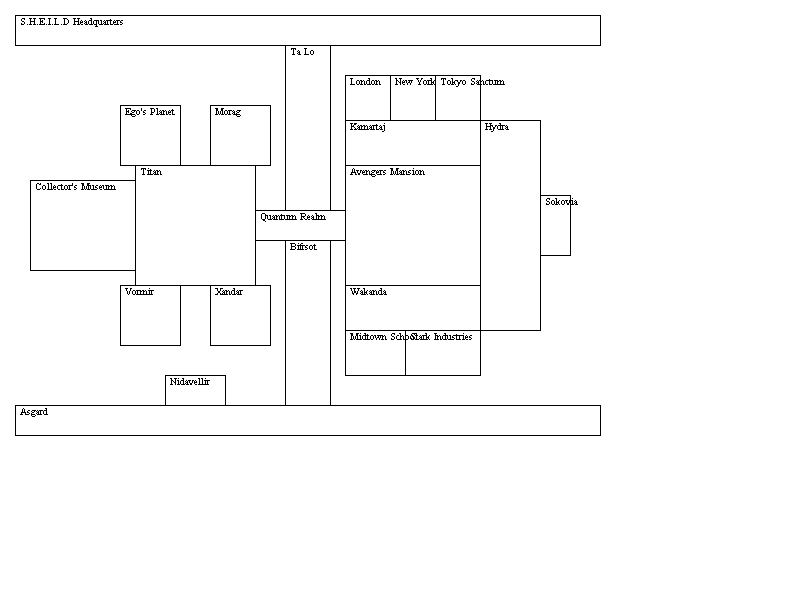 S.H.E.I.L.D Headquarters
Ta Lo
London
New York
Tokyo Sanctum
Ego's Planet
Morag
Kamartaj
Hydra
Titan
Avengers Mansion
Collector's Museum
Sokovia
Quantum Realm
Bifrsot
Vormir
Xandar
Wakanda
Midtown School
Stark Industries
Nidavellir
Asgard